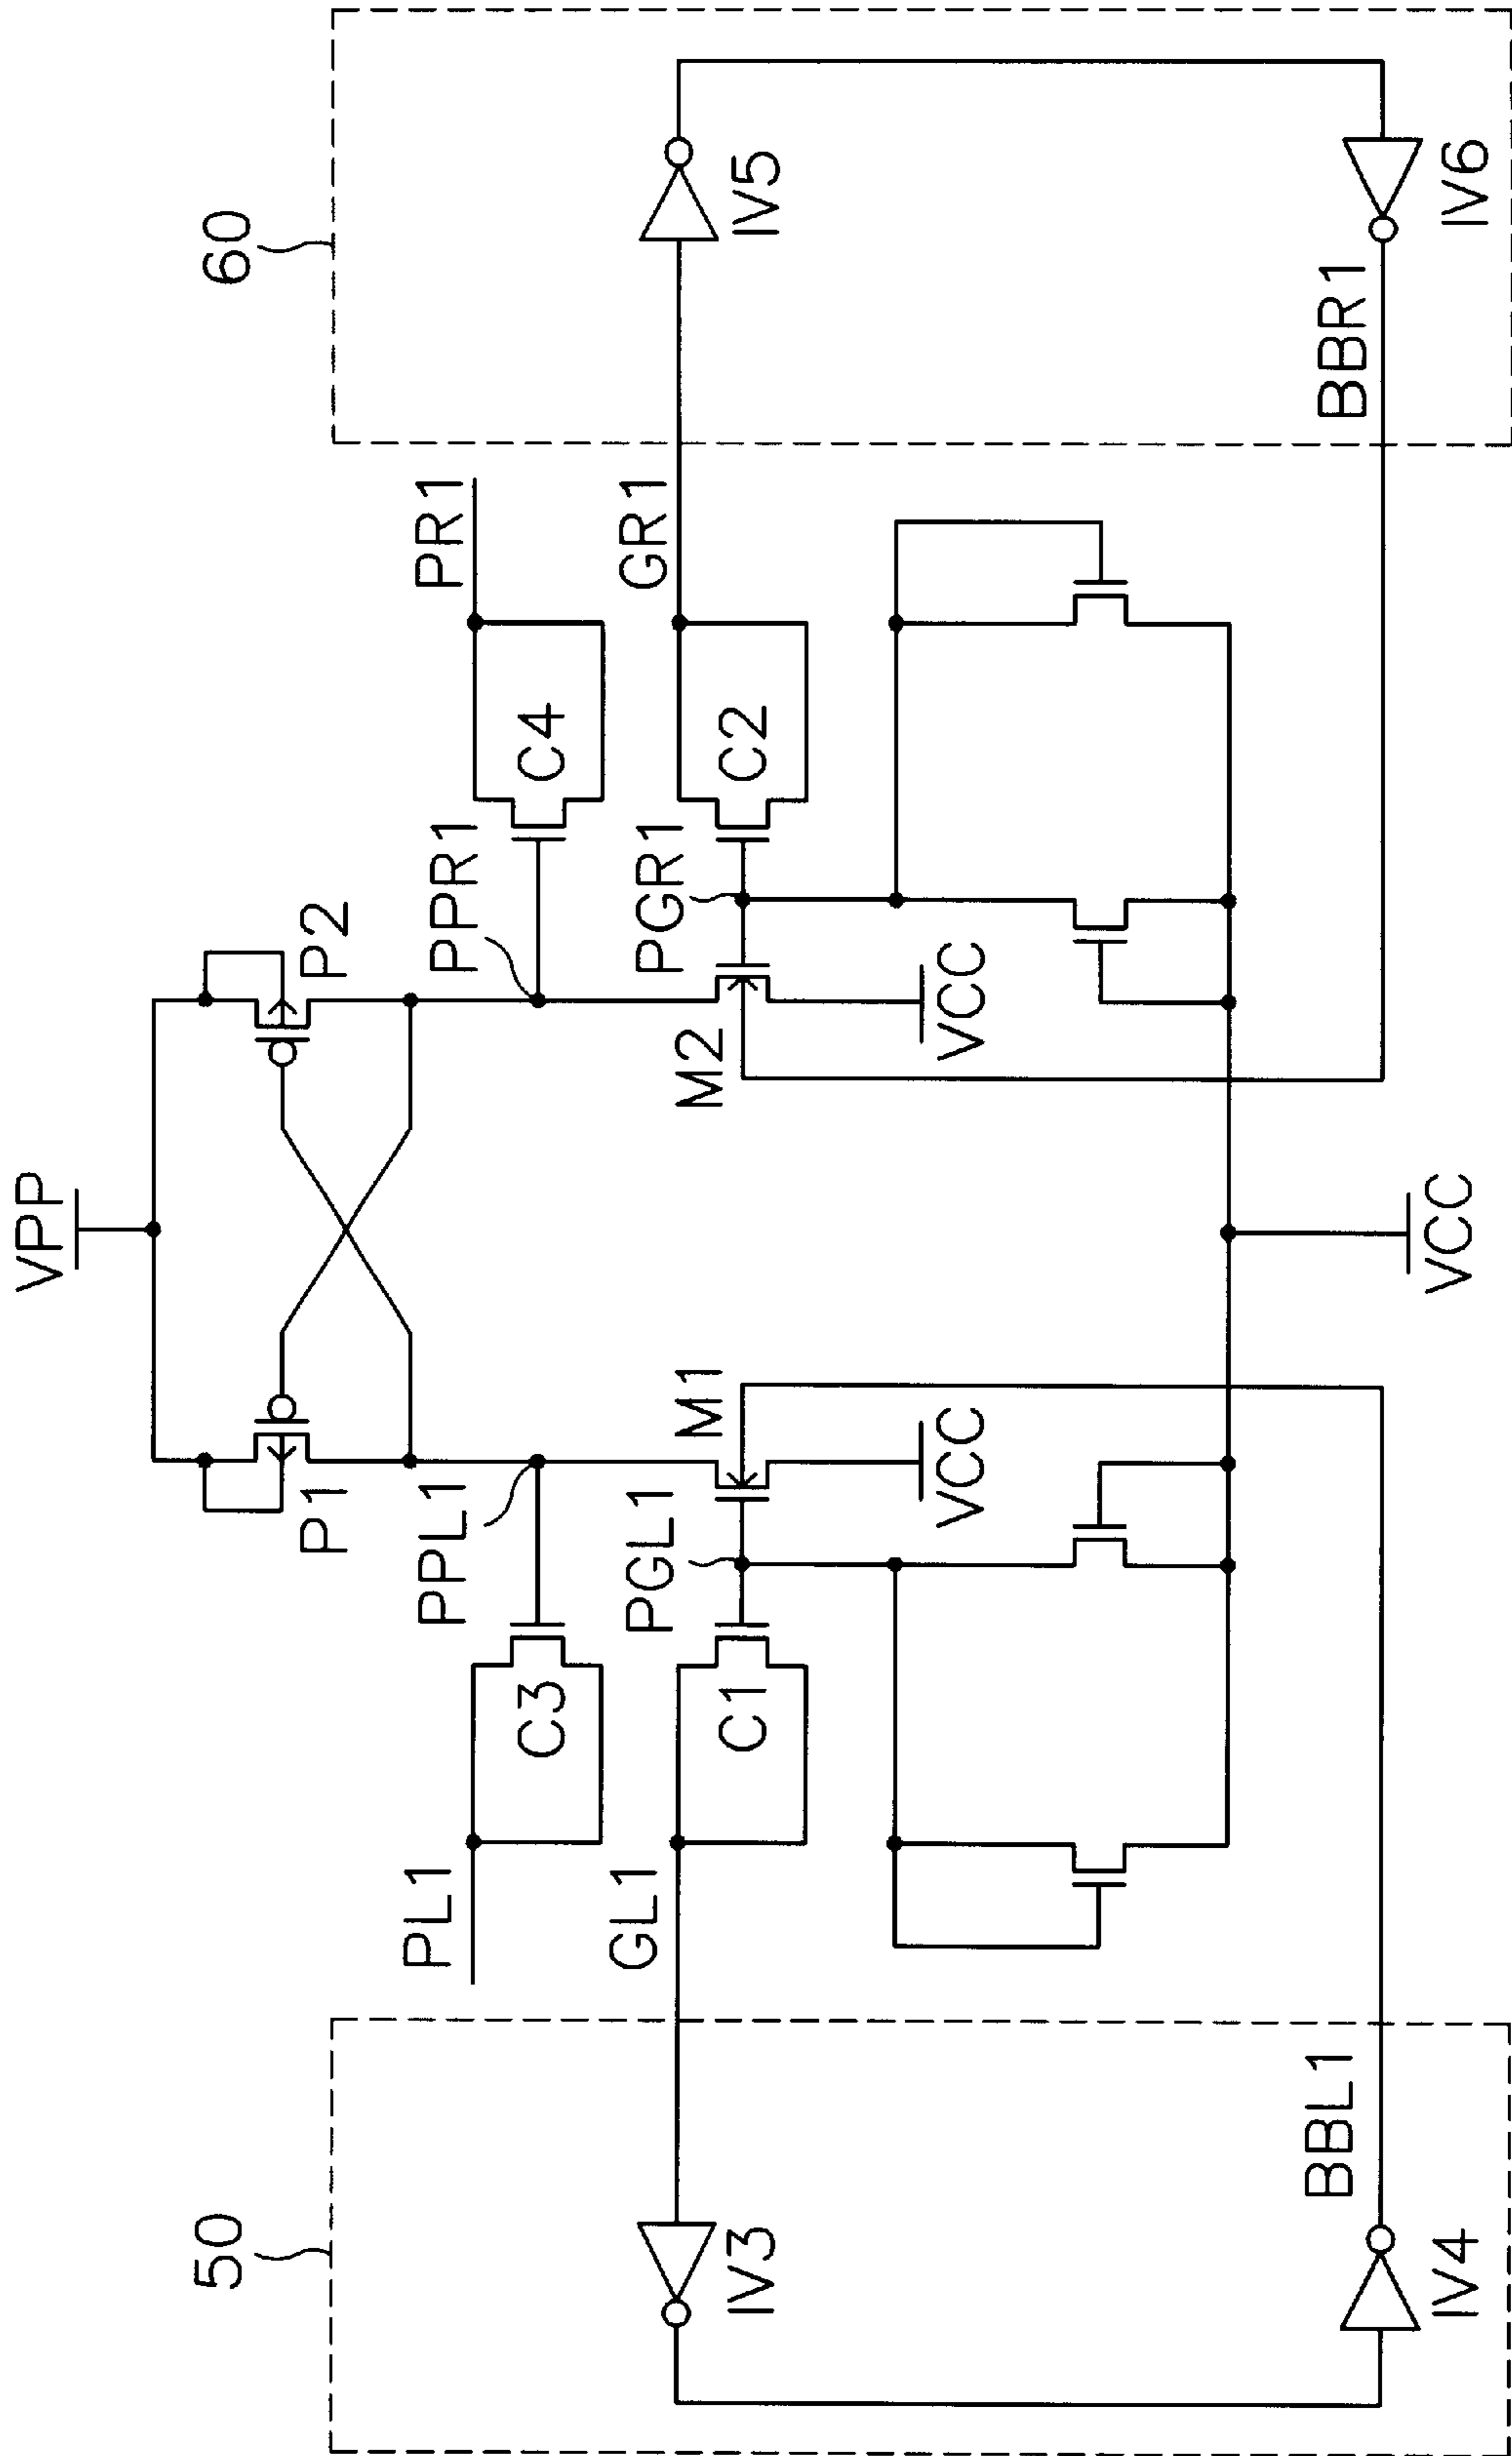 VPP
P1
P2
PL1
C3
PPL1
PPR1
C4
PR1
50
GL1
C1
PGL1
M1
M2
PGR1
C2
GR1
60
IV3
IV5
VCC
VCC
BBL1
BBR1
IV4
VCC
IV6